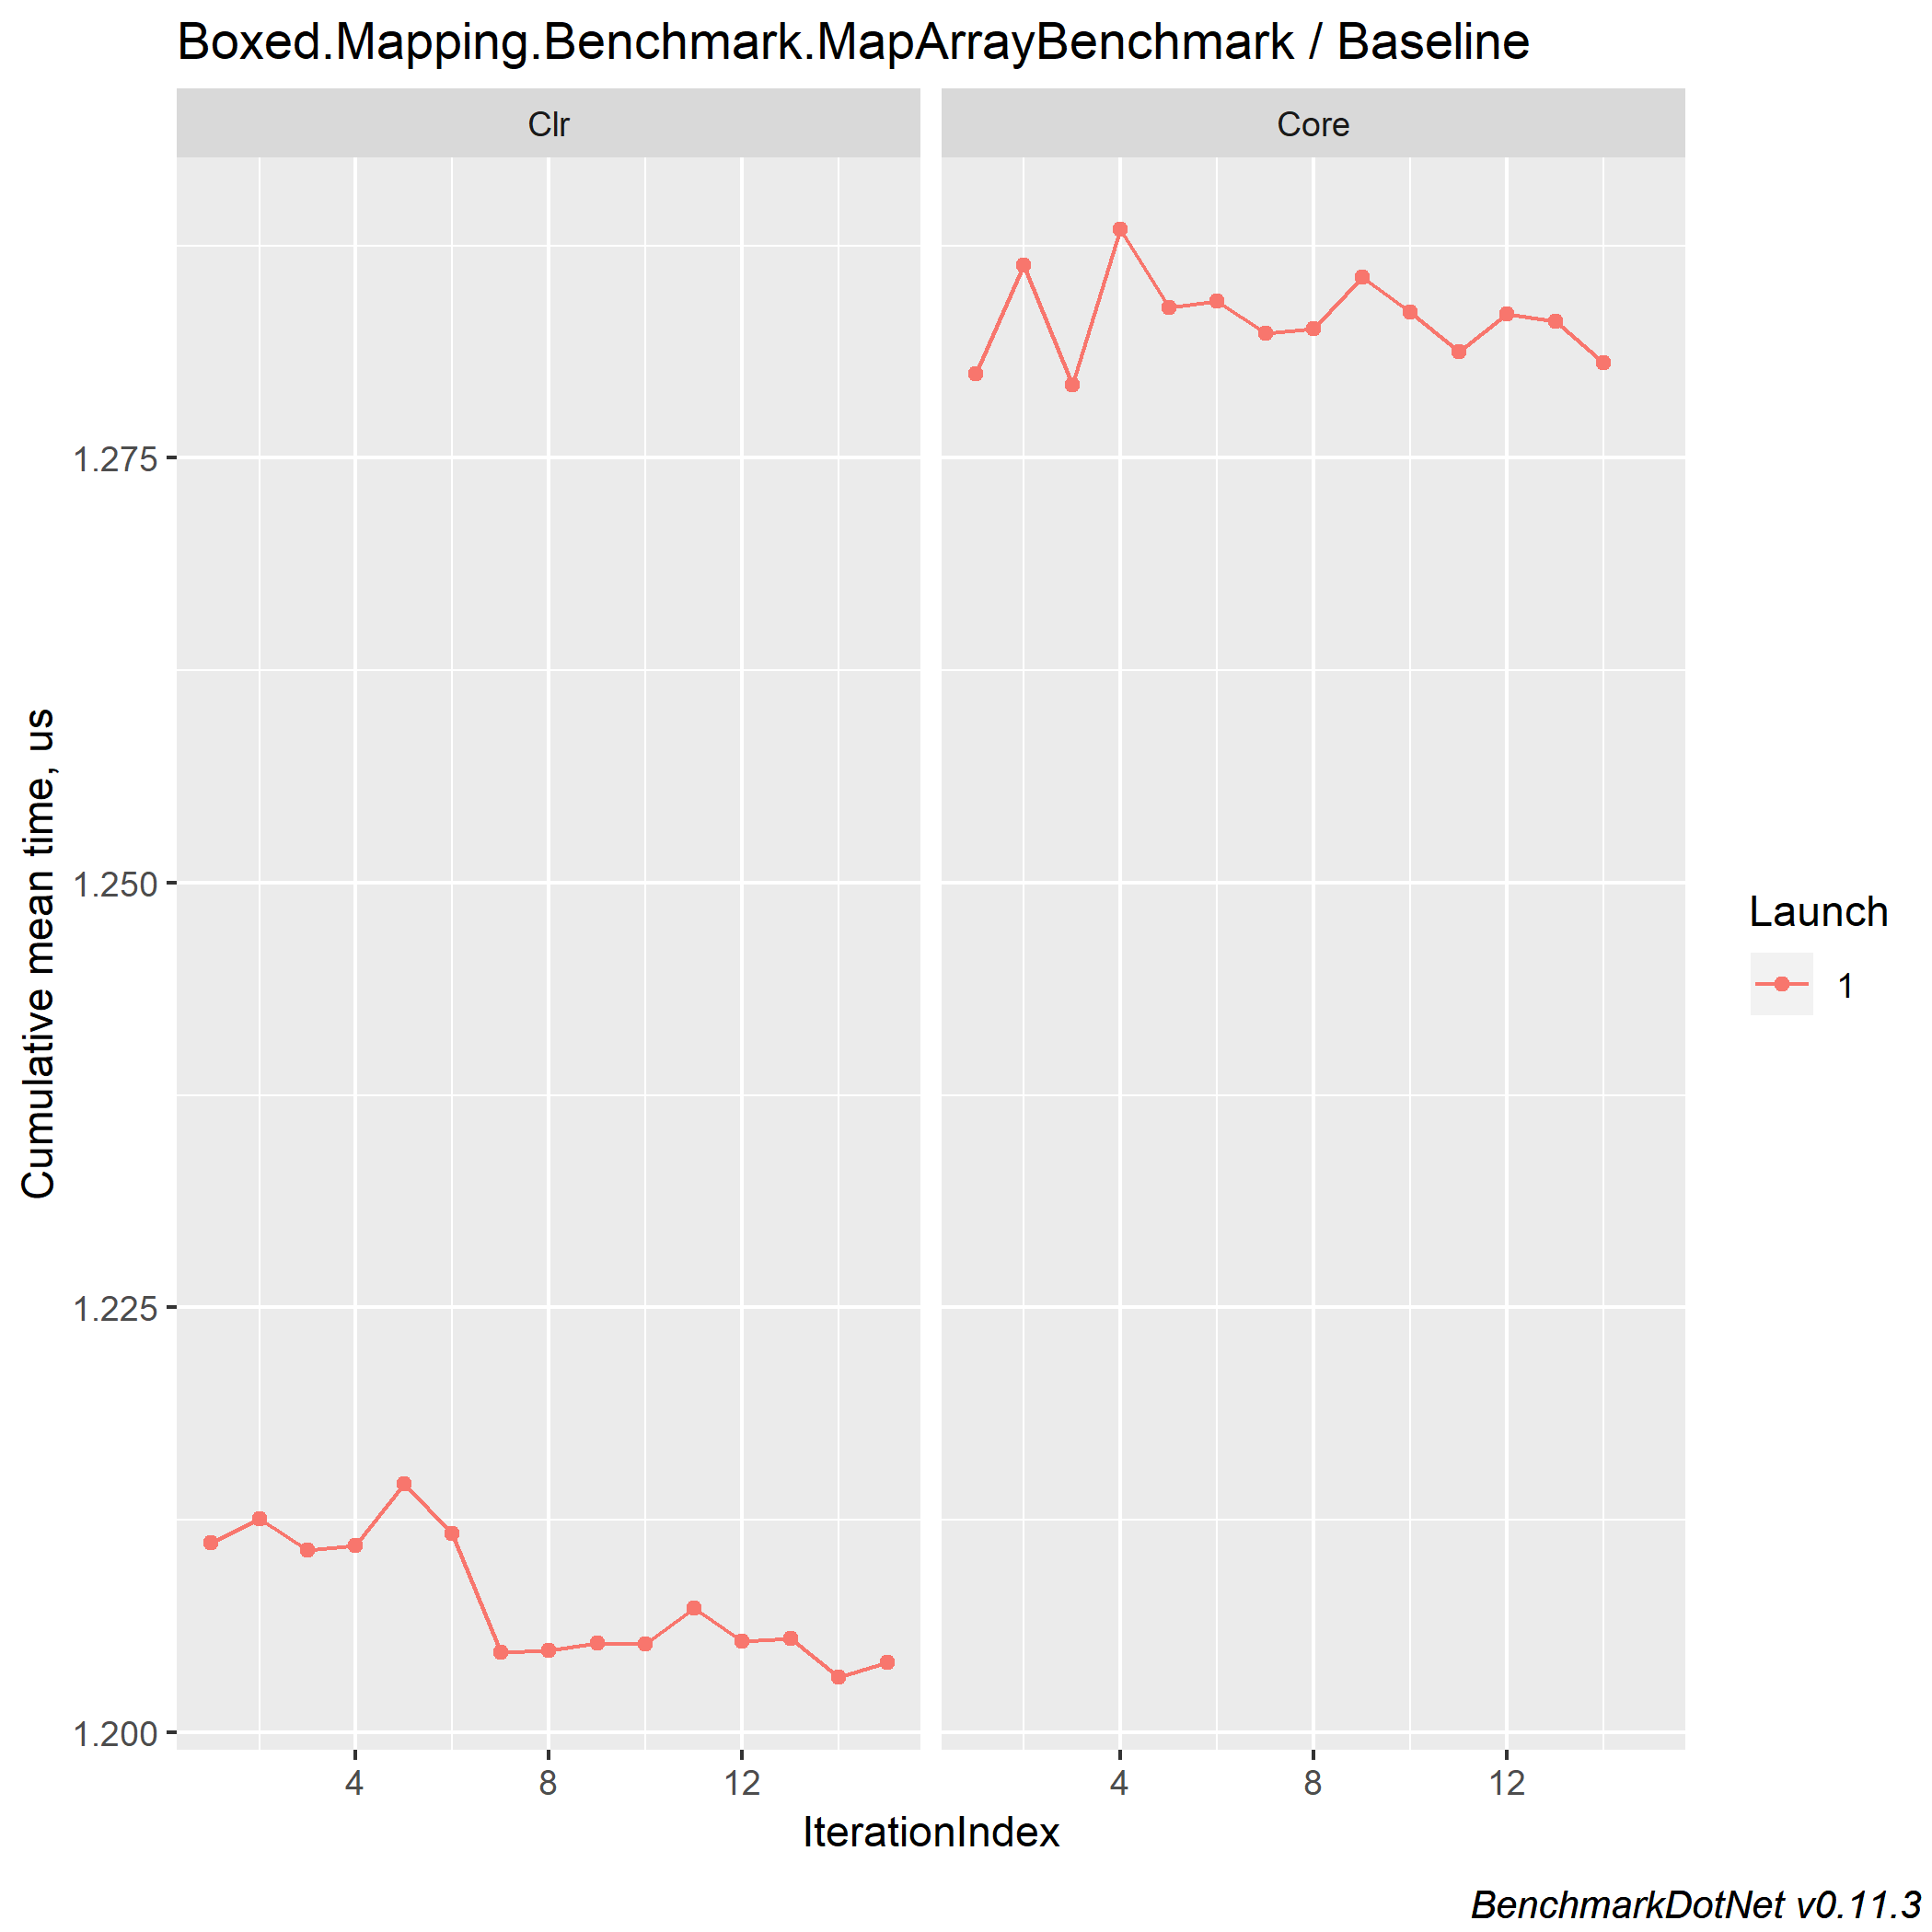 Boxed.Mapping.Benchmark.MapArrayBenchmark / Baseline
Clr
Core
Cumulative mean time, us
1.275
1.250
1.225
1.200
4
8
12
4
8
12
IterationIndex
Launch
1
BenchmarkDotNet v0.11.3